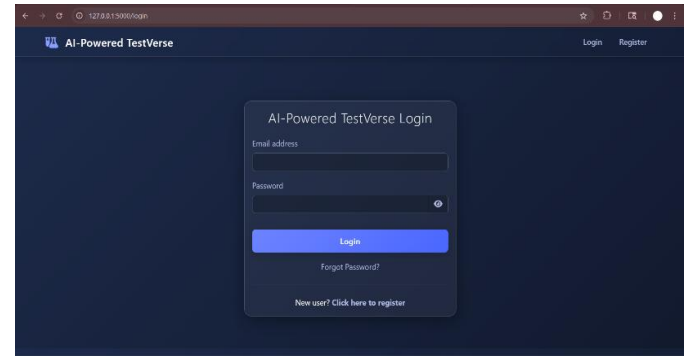 127.0.0.1:5000/login
AI-Powered TestVerse
Login Register
AI-Powered TestVerse Login
Email address
Password
Login
Forgot Password?
New user? Click here to register